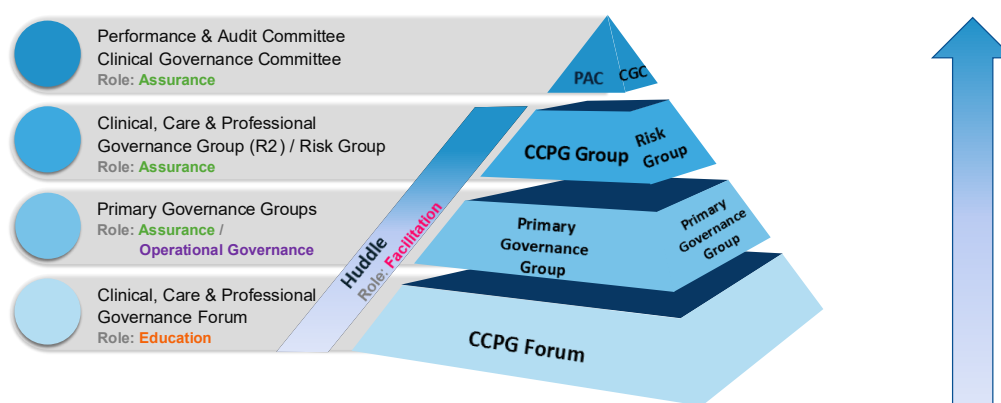 Performance & Audit Committee
Clinical Governance Committee
Role: Assurance
Clinical, Care & Professional
Governance Group (R2) / Risk Group
Role: Assurance
Primary Governance Groups
Role: Assurance /
Operational Governance
Clinical, Care & Professional
Governance Forum
Role: Education
Huddle
Role: Facilitation
PAC
CGC
CCPG Group
Risk
Group
Primary
Governance
Group
Primary
Governance
Group
CCPG Forum